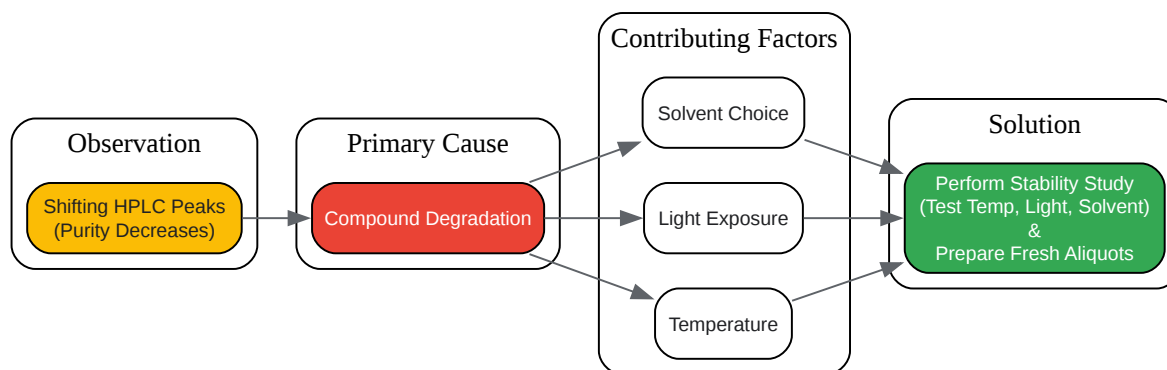 Observation
Shifting HPLC Peaks
(Purity Decreases)
Primary Cause
Compound Degradation
Contributing Factors
Solvent Choice
Light Exposure
Temperature
Solution
Perform Stability Study
(Test Temp, Light, Solvent)
&
Prepare Fresh Aliquots